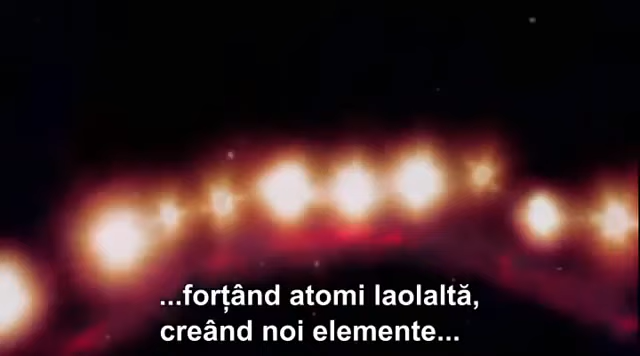 ...forțând atomi laolaltă,
creând noi elemente...